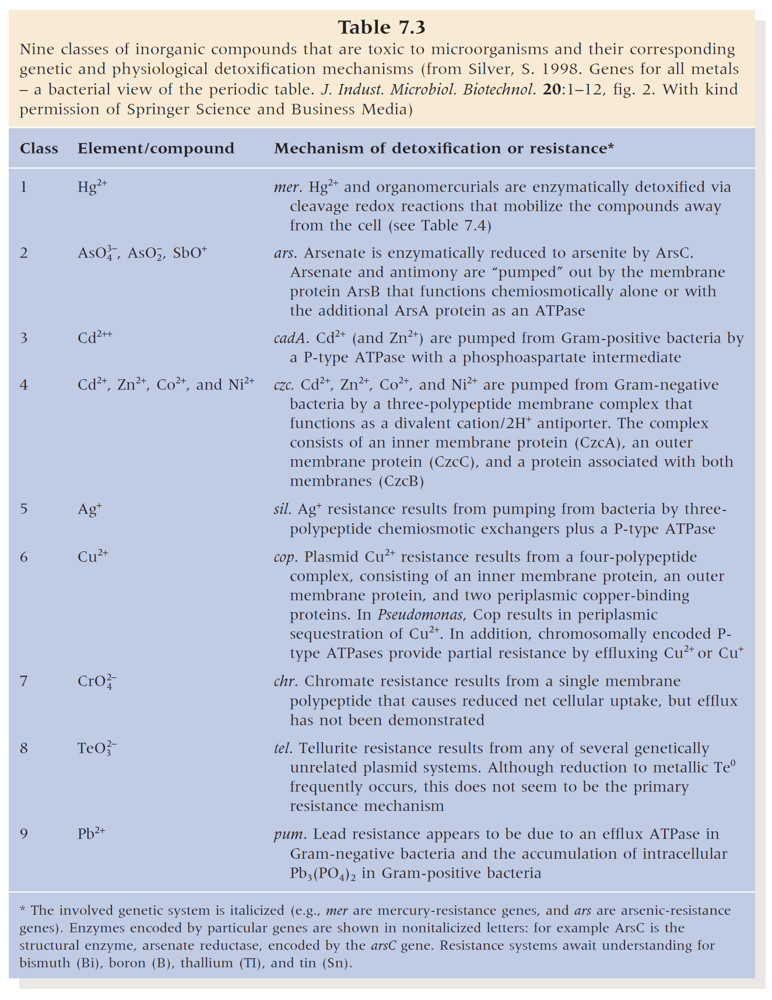 Table 7.3
Nine classes of inorganic compounds that are toxic to microorganisms and their corresponding
genetic and physiological detoxification mechanisms (from Silver, S. 1998. Genes for all metals
– a bacterial view of the periodic table. J. Indust. Microbiol. Biotechnol. 20:1–12, fig. 2. With kind
permission of Springer Science and Business Media)
Class Element/compound Mechanism of detoxification or resistance*
1 Hg²⁺ mer. Hg²⁺ and organomercurials are enzymatically detoxified via
cleavage redox reactions that mobilize the compounds away
from the cell (see Table 7.4)
2 AsO₄³⁻, AsO₂⁻, SbO⁺ ars. Arsenate is enzymatically reduced to arsenite by ArsC.
Arsenate and antimony are “pumped” out by the membrane
protein ArsB that functions chemiosmotically alone or with
the additional ArsA protein as an ATPase
3 Cd²⁺⁺ cadA. Cd²⁺ (and Zn²⁺) are pumped from Gram-positive bacteria by
a P-type ATPase with a phosphoaspartate intermediate
4 Cd²⁺, Zn²⁺, Co²⁺, and Ni²⁺ czc. Cd²⁺, Zn²⁺, Co²⁺, and Ni²⁺ are pumped from Gram-negative
bacteria by a three-polypeptide membrane complex that
functions as a divalent cation/2H⁺ antiporter. The complex
consists of an inner membrane protein (CzcA), an outer
membrane protein (CzcC), and a protein associated with both
membranes (CzcB)
5 Ag⁺ sil. Ag⁺ resistance results from pumping from bacteria by three-
polypeptide chemiosmotic exchangers plus a P-type ATPase
6 Cu²⁺ cop. Plasmid Cu²⁺ resistance results from a four-polypeptide
complex, consisting of an inner membrane protein, an outer
membrane protein, and two periplasmic copper-binding
proteins. In Pseudomonas, Cop results in periplasmic
sequestration of Cu²⁺. In addition, chromosomally encoded P-
type ATPases provide partial resistance by effluxing Cu²⁺ or Cu⁺
7 CrO₄²⁻ chr. Chromate resistance results from a single membrane
polypeptide that causes reduced net cellular uptake, but efflux
has not been demonstrated
8 TeO₃²⁻ tel. Tellurite resistance results from any of several genetically
unrelated plasmid systems. Although reduction to metallic Te⁰
frequently occurs, this does not seem to be the primary
resistance mechanism
9 Pb²⁺ pum. Lead resistance appears to be due to an efflux ATPase in
Gram-negative bacteria and the accumulation of intracellular
Pb₃(PO₄)₂ in Gram-positive bacteria
* The involved genetic system is italicized (e.g., mer are mercury-resistance genes, and ars are arsenic-resistance
genes). Enzymes encoded by particular genes are shown in nonitalicized letters: for example ArsC is the
structural enzyme, arsenate reductase, encoded by the arsC gene. Resistance systems await understanding for
bismuth (Bi), boron (B), thallium (TI), and tin (Sn).